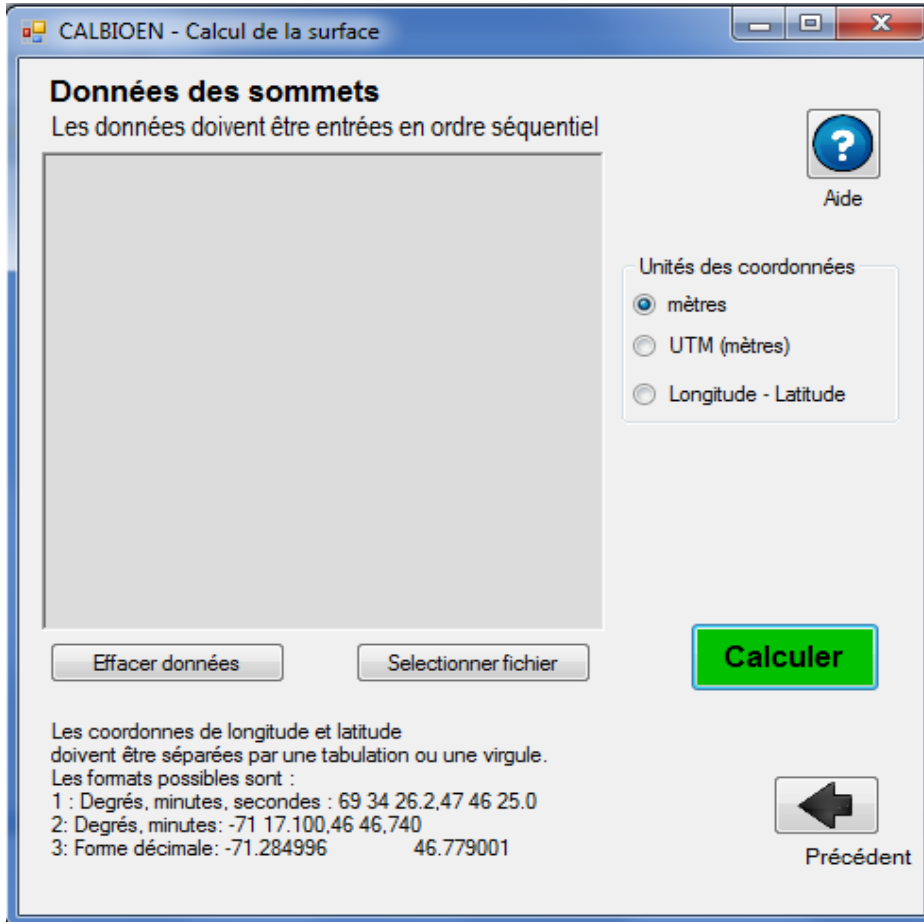 CALBIOEN - Calcul de la surface
Données des sommets
Les données doivent être entrées en ordre séquentiel
?
Aide
Unités des coordonnées
mètres
UTM (mètres)
Longitude - Latitude
Effacer données
Selectionner fichier
Calculer
Les coordonnes de longitude et latitude
doivent être séparées par une tabulation ou une virgule.
Les formats possibles sont :
1 : Degrés, minutes, secondes : 69 34 26.2,47 46 25.0
2: Degrés, minutes: -71 17.100,46 46,740
3: Forme décimale: -71.284996 46.779001
Précédent